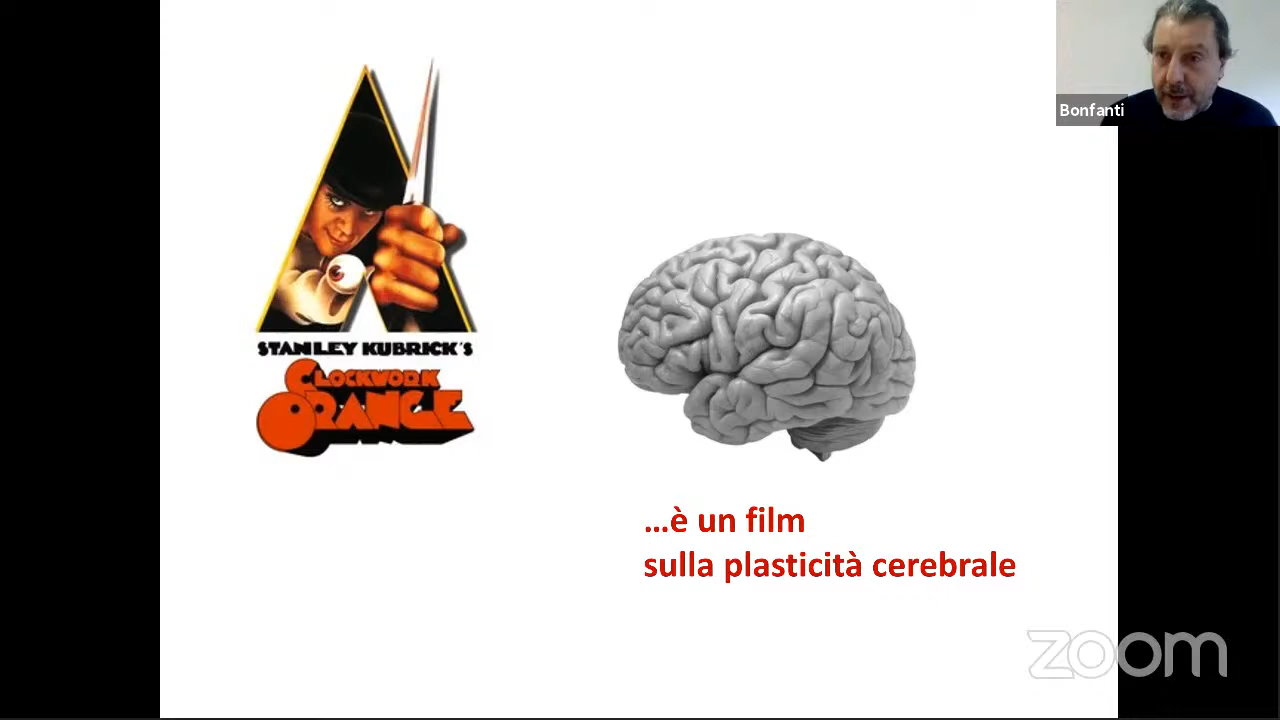 Bonfanti
STANLEY KUBRICK'S
CLOCKWORK
ORANGE
...è un film
sulla plasticità cerebrale
zoom